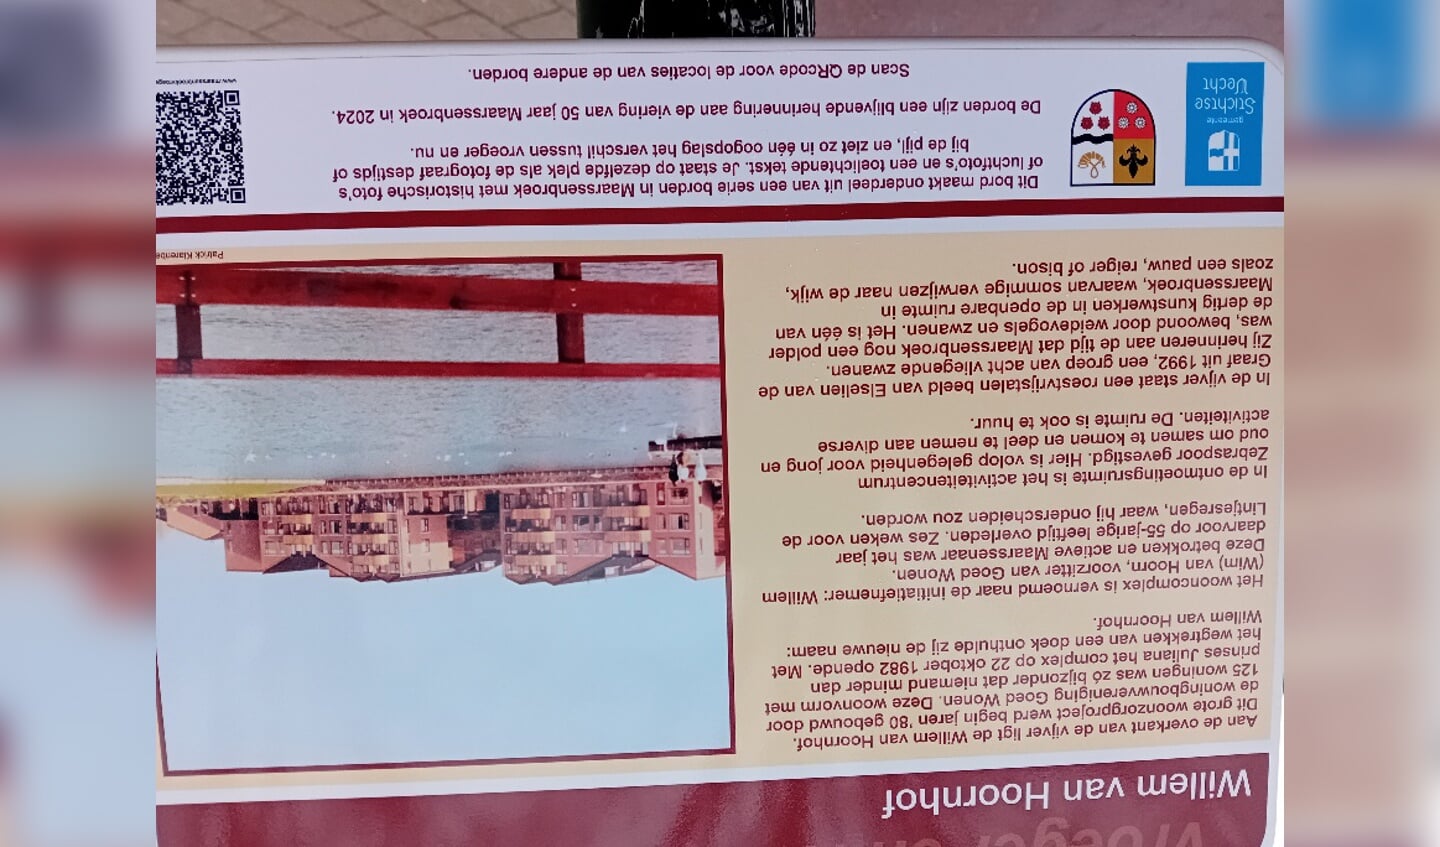 Vroeger en
Willem van Hoornhof
Aan de overkant van de vijver ligt de Willem van Hoornhof.
Dit grote woonzorgproject werd begin jaren '80 gebouwd door
de woningbouwvereniging Goed Wonen. Deze woonvorm met
125 woningen was zó bijzonder dat niemand minder dan
prinses Juliana het complex op 22 oktober 1982 opende. Met
het wegtrekken van een doek onthulde zij de nieuwe naam:
Willem van Hoornhof.
Het wooncomplex is vernoemd naar de initiatiefnemer: Willem
(Wim) van Hoorn, voorzitter van Goed Wonen.
Deze betrokken en actieve Maarssenaar was het jaar
daarvoor op 55-jarige leeftijd overleden. Zes weken voor de
Lintjesregen, waar hij onderscheiden zou worden.
In de ontmoetingsruimte is het activiteitencentrum
Zebraspoor gevestigd. Hier is volop gelegenheid voor jong en
oud om samen te komen en deel te nemen aan diverse
activiteiten. De ruimte is ook te huur.
In de vijver staat een roestvrijstalen beeld van Elselien van de
Graaf uit 1992, een groep van acht vliegende zwanen.
Zij herinneren aan de tijd dat Maarssenbroek nog een polder
was, bewoond door weidevogels en zwanen. Het is één van
de dertig kunstwerken in de openbare ruimte in
Maarssenbroek, waarvan sommige verwijzen naar de wijk,
zoals een pauw, reiger of bison.
Patrick Klarenbe
gemeente
Stichtse
Vecht
Dit bord maakt onderdeel uit van een serie borden in Maarssenbroek met historische foto's
of luchtfoto's en een toelichtende tekst. Je staat op dezelfde plek als de fotograaf destijds of
bij de pijl, en ziet zo in één oogopslag het verschil tussen vroeger en nu.
De borden zijn een blijvende herinnering aan de viering van 50 jaar Maarssenbroek in 2024.
Scan de QRcode voor de locaties van de andere borden.